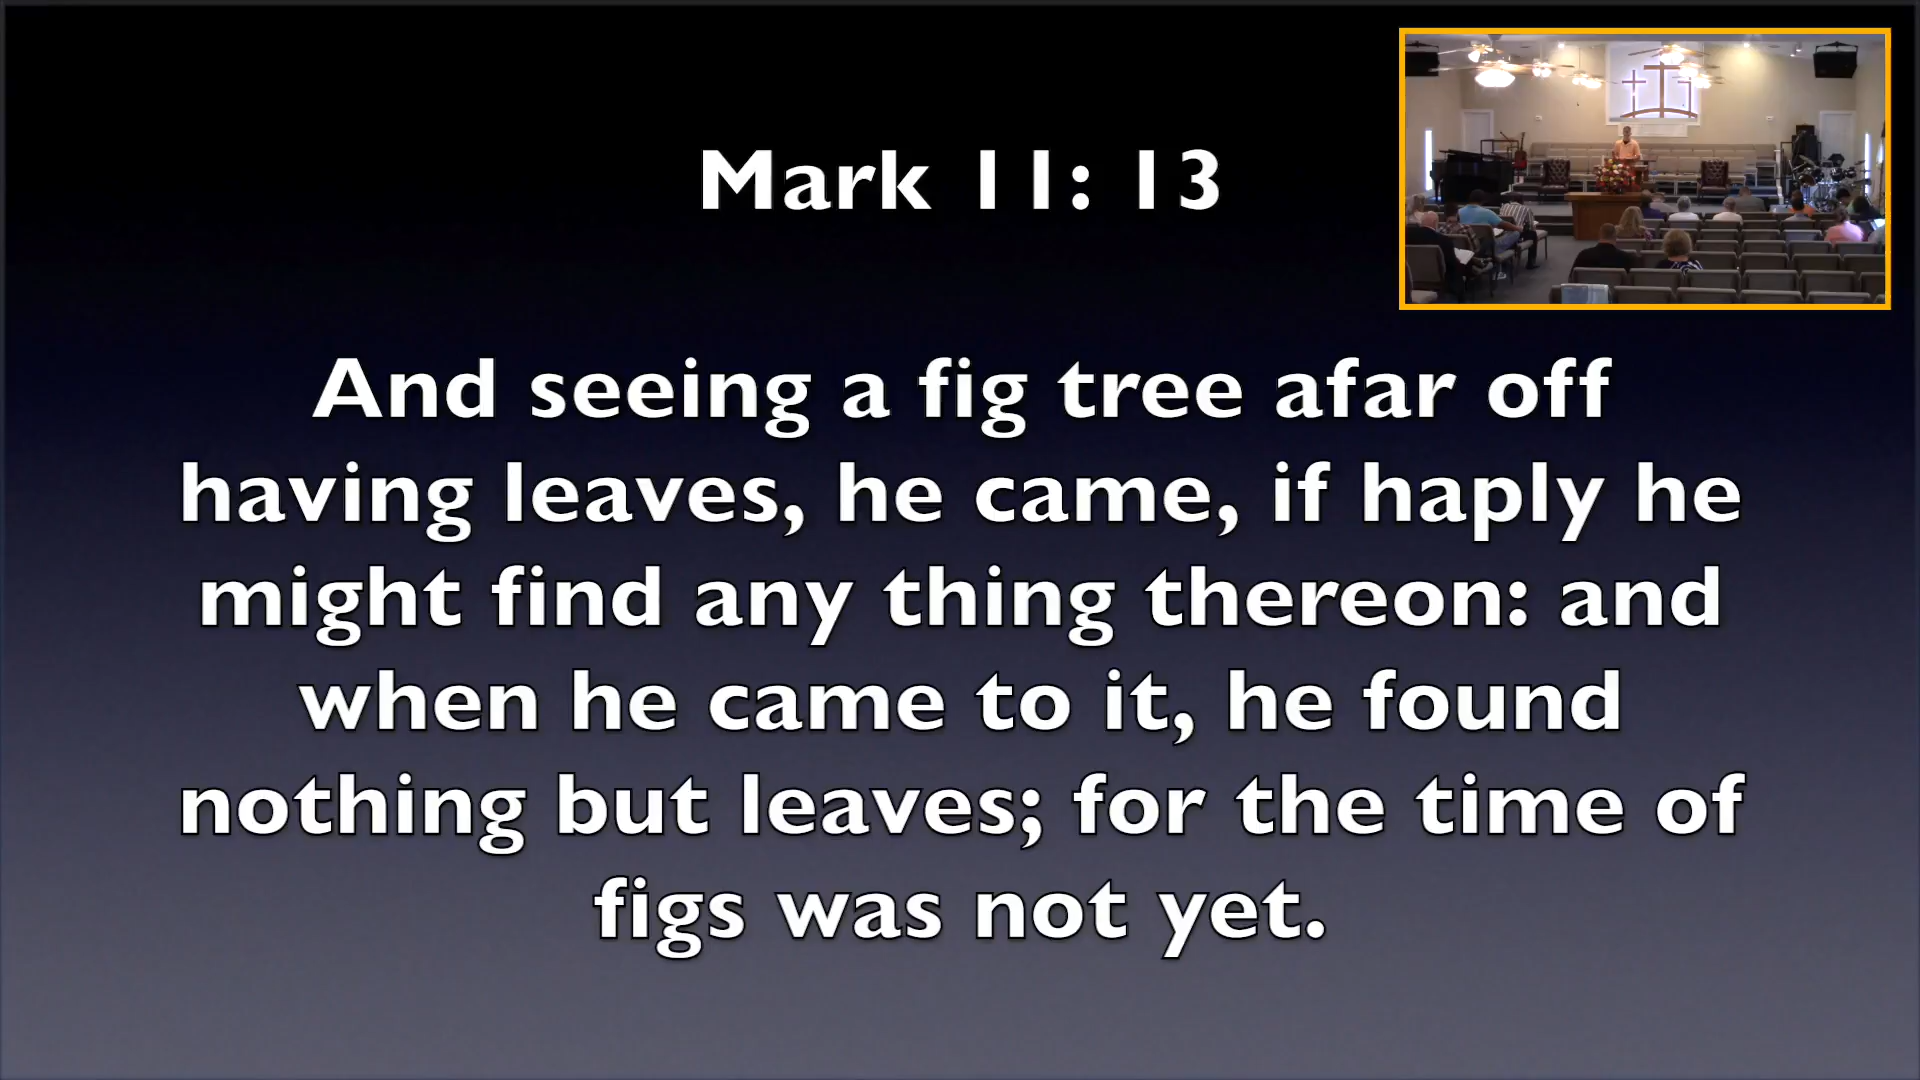 Mark 11: 13
And seeing a fig tree afar off
having leaves, he came, if haply he
might find any thing thereon: and
when he came to it, he found
nothing but leaves; for the time of
figs was not yet.